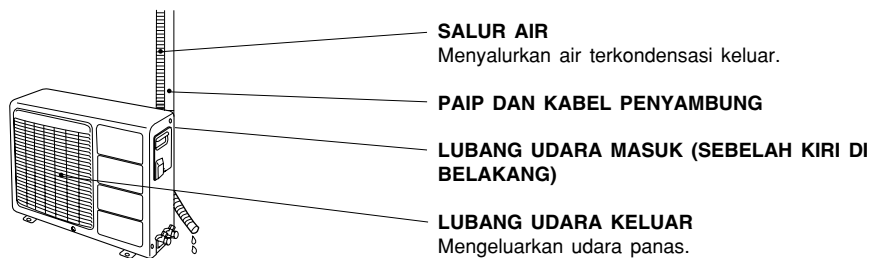 SALUR AIR
Menyalurkan air terkondensasi keluar.
PAIP DAN KABEL PENYAMBUNG
LUBANG UDARA MASUK (SEBELAH KIRI DI
BELAKANG)
LUBANG UDARA KELUAR
Mengeluarkan udara panas.